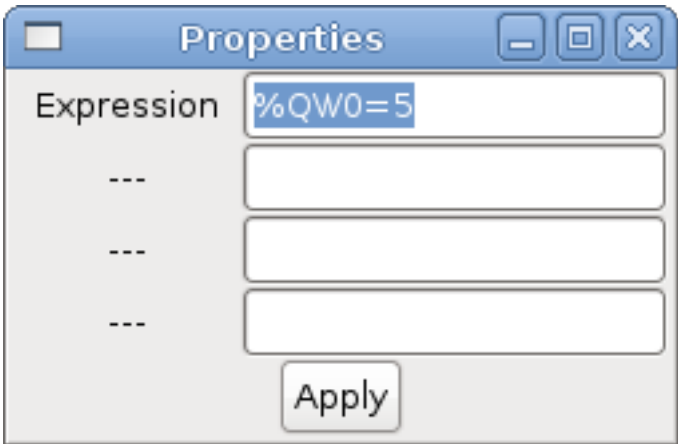 Properties
Expression %QW0=5
---
---
---
Apply